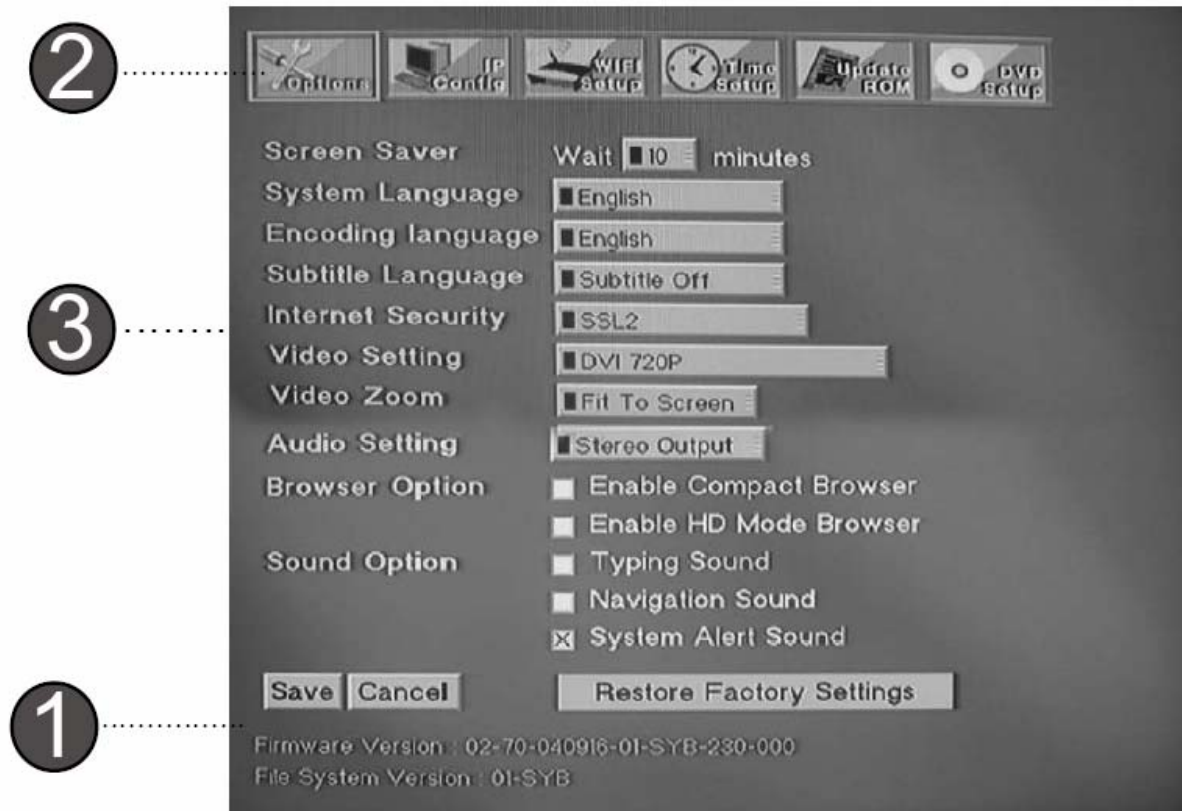 2
Options
IP Config
WIFI Setup
Time Setup
Update ROM
DVD Setup
Screen Saver Wait 10 minutes
System Language English
Encoding language English
Subtitle Language Subtitle Off
3
Internet Security SSL2
Video Setting DVI 720P
Video Zoom Fit To Screen
Audio Setting Stereo Output
Browser Option Enable Compact Browser
Enable HD Mode Browser
Sound Option Typing Sound
Navigation Sound
System Alert Sound
Save Cancel Restore Factory Settings
1
Firmware Version : 02-70-040916-01-SYB-230-000
File System Version : 01-SYB